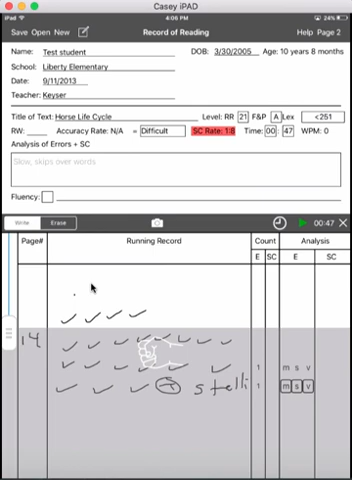 Casey iPAD
iPad 4:06 PM 24%
Save Open New Record of Reading Help Page 2
Name: Test student DOB: 3/30/2005 Age: 10 years 8 months
School: Liberty Elementary
Date: 9/11/2013
Teacher: Keyser
Title of Text: Horse Life Cycle Level: RR 21 F&P A Lex <251
RW: Accuracy Rate: N/A = Difficult SC Rate: 1:8 Time: 00 : 47 WPM: 0
Analysis of Errors + SC
Slow, skips over words
Fluency:
Write Erase 00:47
Page# Running Record Count Analysis
E SC E SC
14
1 m s v
T stelli 1 m s v